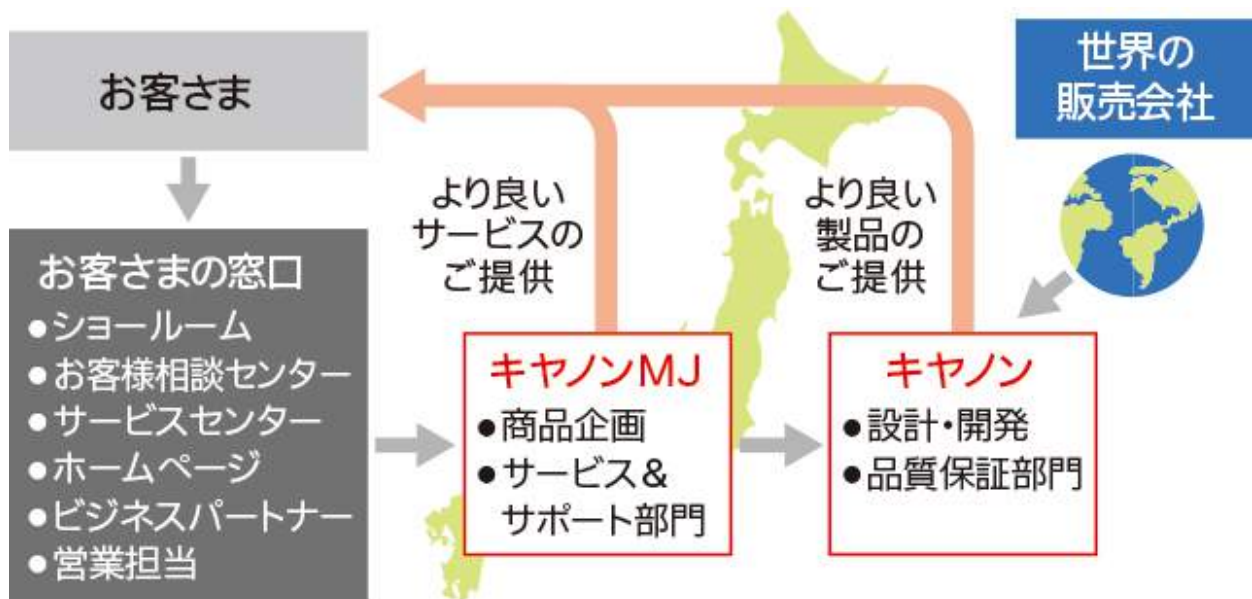 お客さま
お客さまの窓口
●ショールーム
●お客様相談センター
●サービスセンター
●ホームページ
●ビジネスパートナー
●営業担当
より良い
サービスの
ご提供
キヤノンMJ
●商品企画
●サービス&
サポート部門
より良い
製品の
ご提供
キヤノン
●設計・開発
●品質保証部門
世界の
販売会社